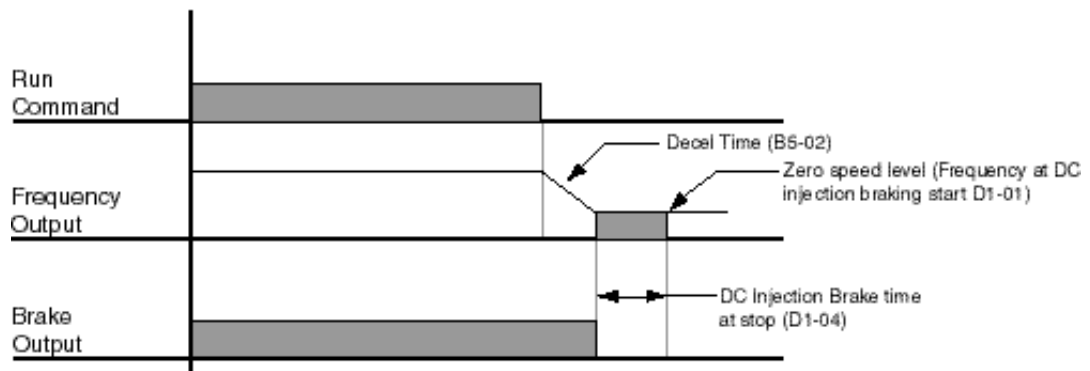 Run
Command
Decel Time (B5-02)
Zero speed level (Frequency at DC
injection braking start D1-01)
Frequency
Output
DC Injection Brake time
at stop (D1-04)
Brake
Output